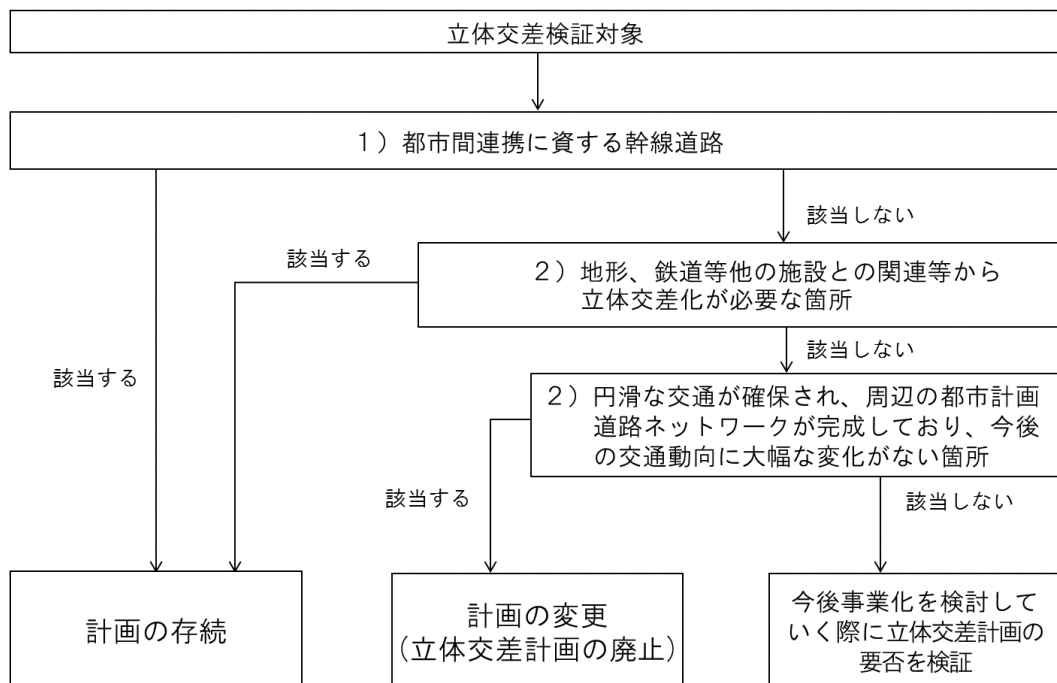 立体交差検証対象
1）都市間連携に資する幹線道路
該当しない
該当する
2）地形、鉄道等他の施設との関連等から
立体交差化が必要な箇所
該当しない
該当する
2）円滑な交通が確保され、周辺の都市計画
道路ネットワークが完成しており、今後
の交通動向に大幅な変化がない箇所
該当する
該当しない
計画の存続
計画の変更
（立体交差計画の廃止）
今後事業化を検討して
いく際に立体交差計画の
要否を検証